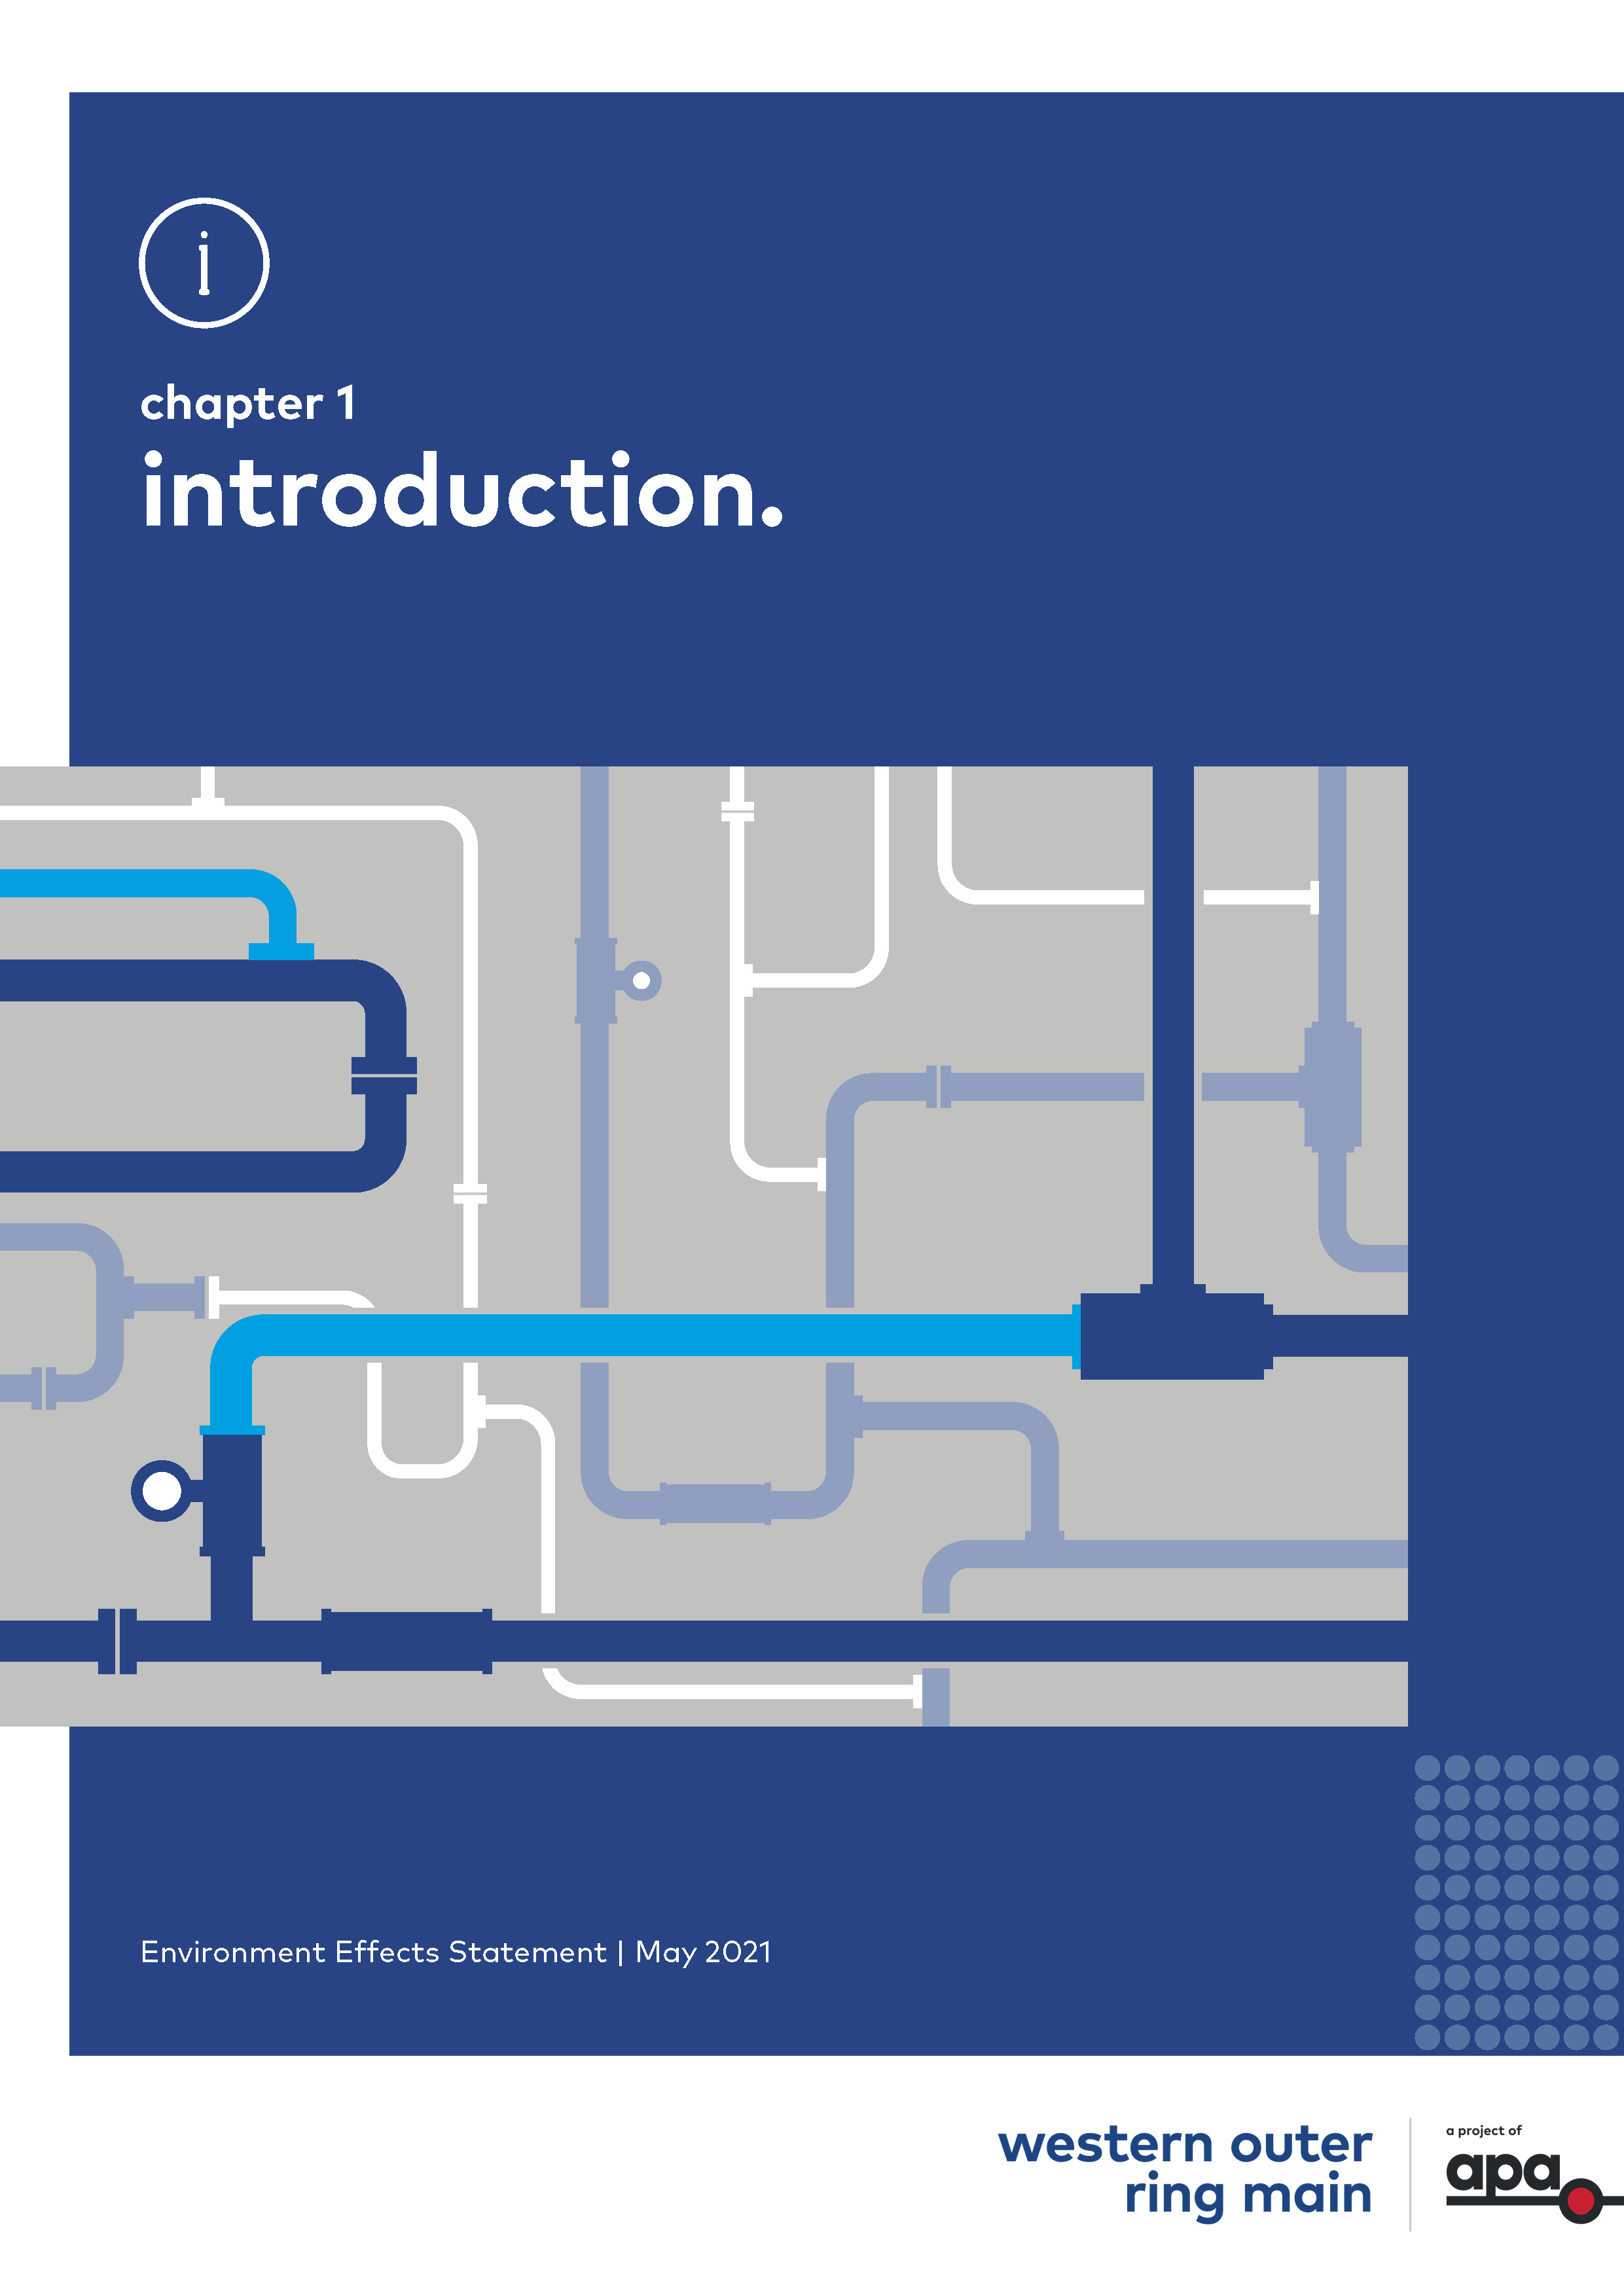 i
chapter 1
introduction.
Environment Effects Statement | May 2021
western outer
ring main
a project of
apa